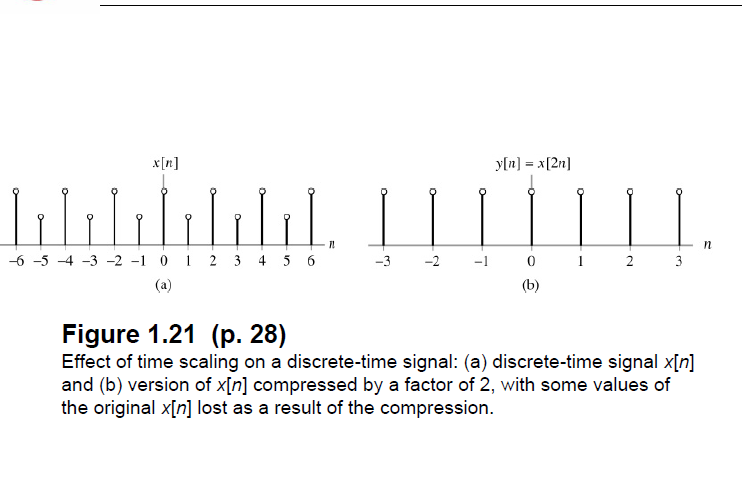 x[n]
y[n] = x[2n]
n
n
–6 –5 –4 –3 –2 –1 0 1 2 3 4 5 6
–3 –2 –1 0 1 2 3
(a)
(b)
Figure 1.21 (p. 28)
Effect of time scaling on a discrete-time signal: (a) discrete-time signal x[n]
and (b) version of x[n] compressed by a factor of 2, with some values of
the original x[n] lost as a result of the compression.